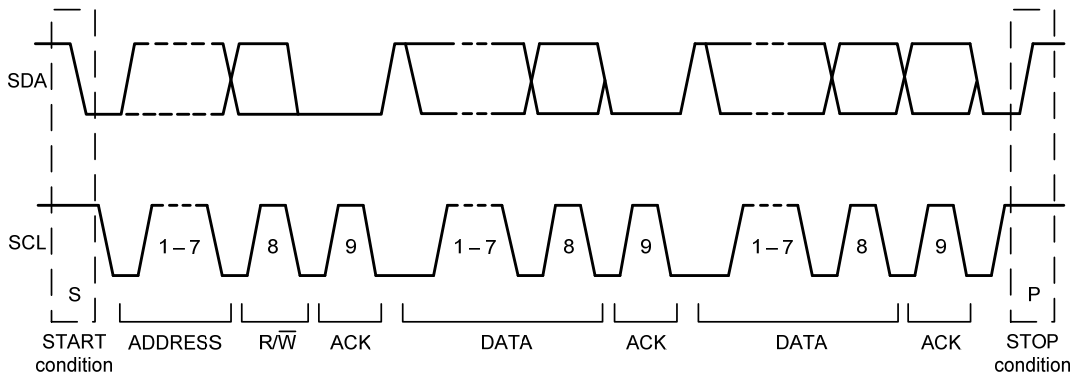 SDA
SCL
1 – 7
8
9
1 – 7
8
9
1 – 7
8
9
S
P
START
condition
ADDRESS
R/W̅
ACK
DATA
ACK
DATA
ACK
STOP
condition